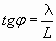 tgφ = λ/L